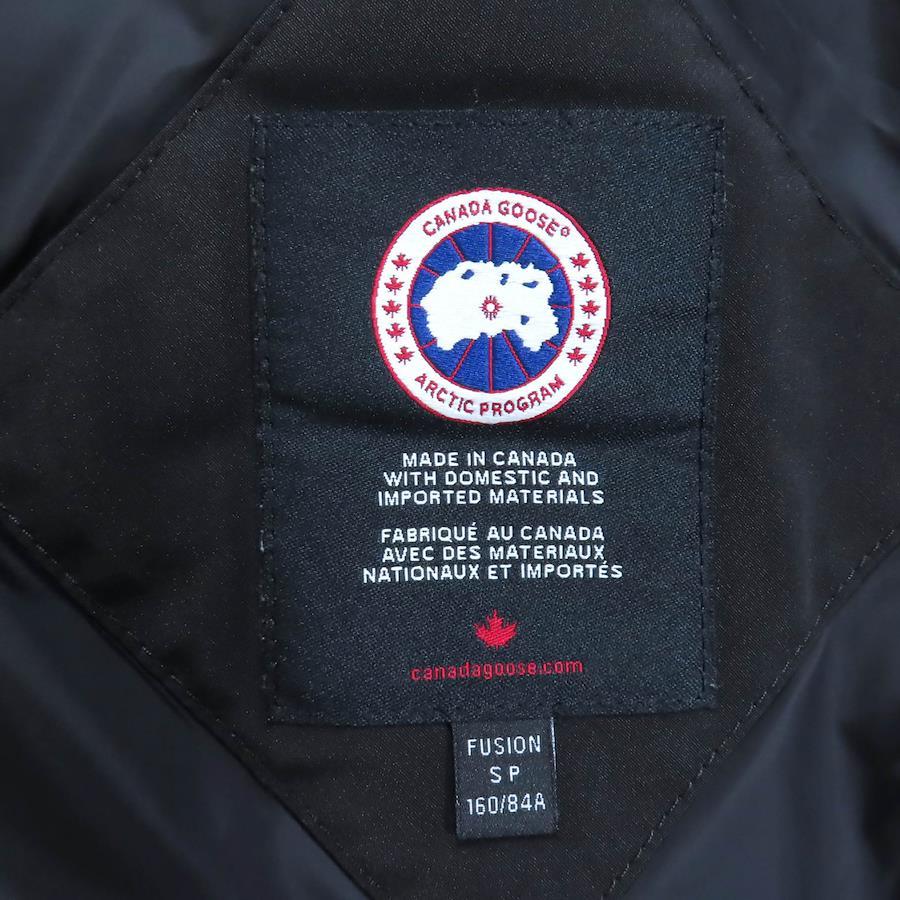 CANADA GOOSE®
ARCTIC PROGRAM
MADE IN CANADA
WITH DOMESTIC AND
IMPORTED MATERIALS
FABRIQUÉ AU CANADA
AVEC DES MATERIAUX
NATIONAUX ET IMPORTÉS
canadagoose.com
FUSION
S P
160/84A